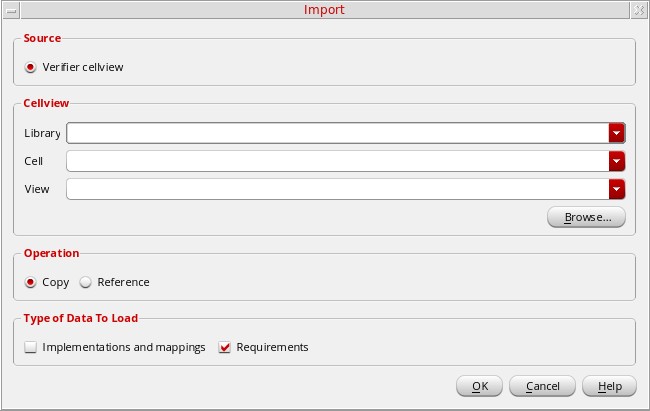 Import
Source
Verifier cellview
Cellview
Library
Cell
View
Browse...
Operation
Copy Reference
Type of Data To Load
Implementations and mappings Requirements
OK Cancel Help